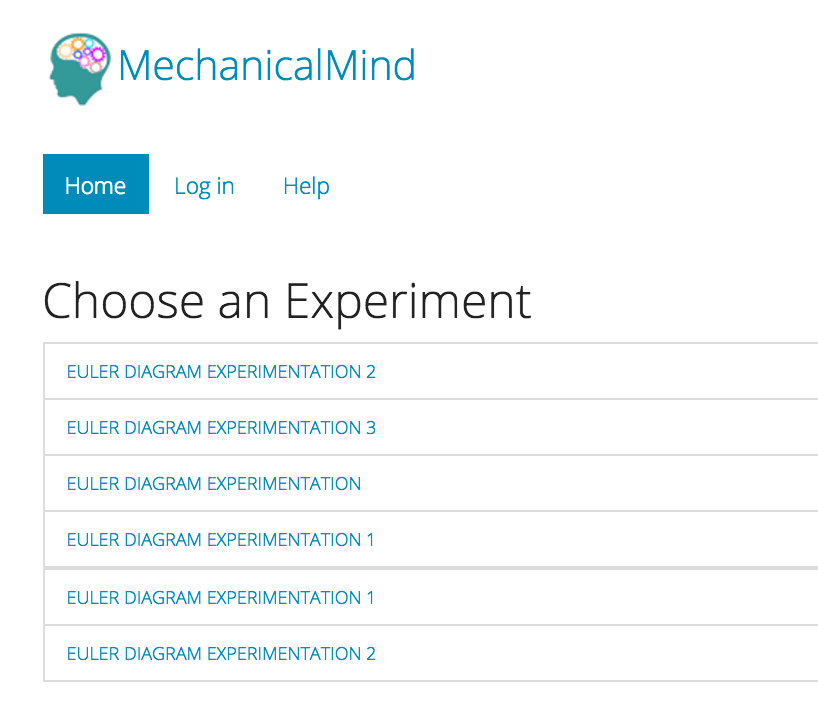 MechanicalMind
Home Log in Help
Choose an Experiment
EULER DIAGRAM EXPERIMENTATION 2
EULER DIAGRAM EXPERIMENTATION 3
EULER DIAGRAM EXPERIMENTATION
EULER DIAGRAM EXPERIMENTATION 1
EULER DIAGRAM EXPERIMENTATION 1
EULER DIAGRAM EXPERIMENTATION 2